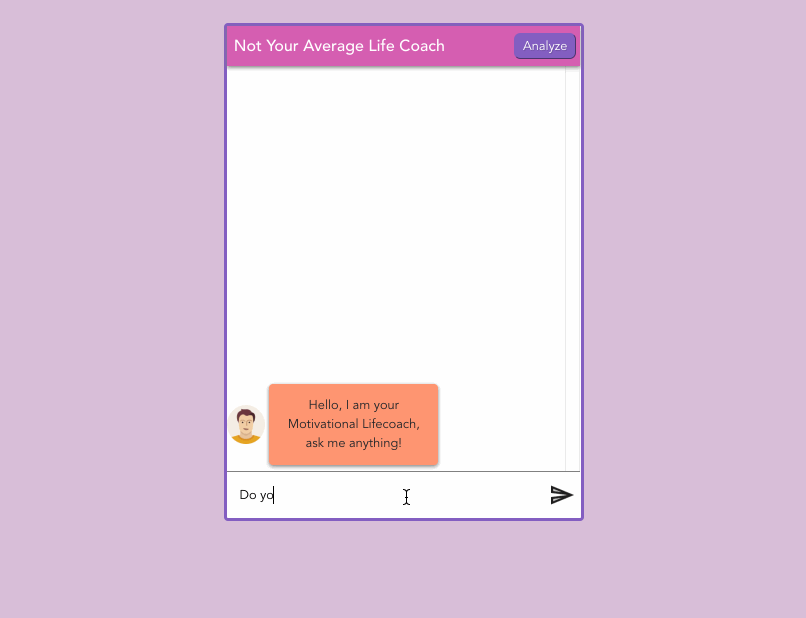 Not Your Average Life Coach
Analyze
Hello, I am your
Motivational Lifecoach,
ask me anything!
Do yo